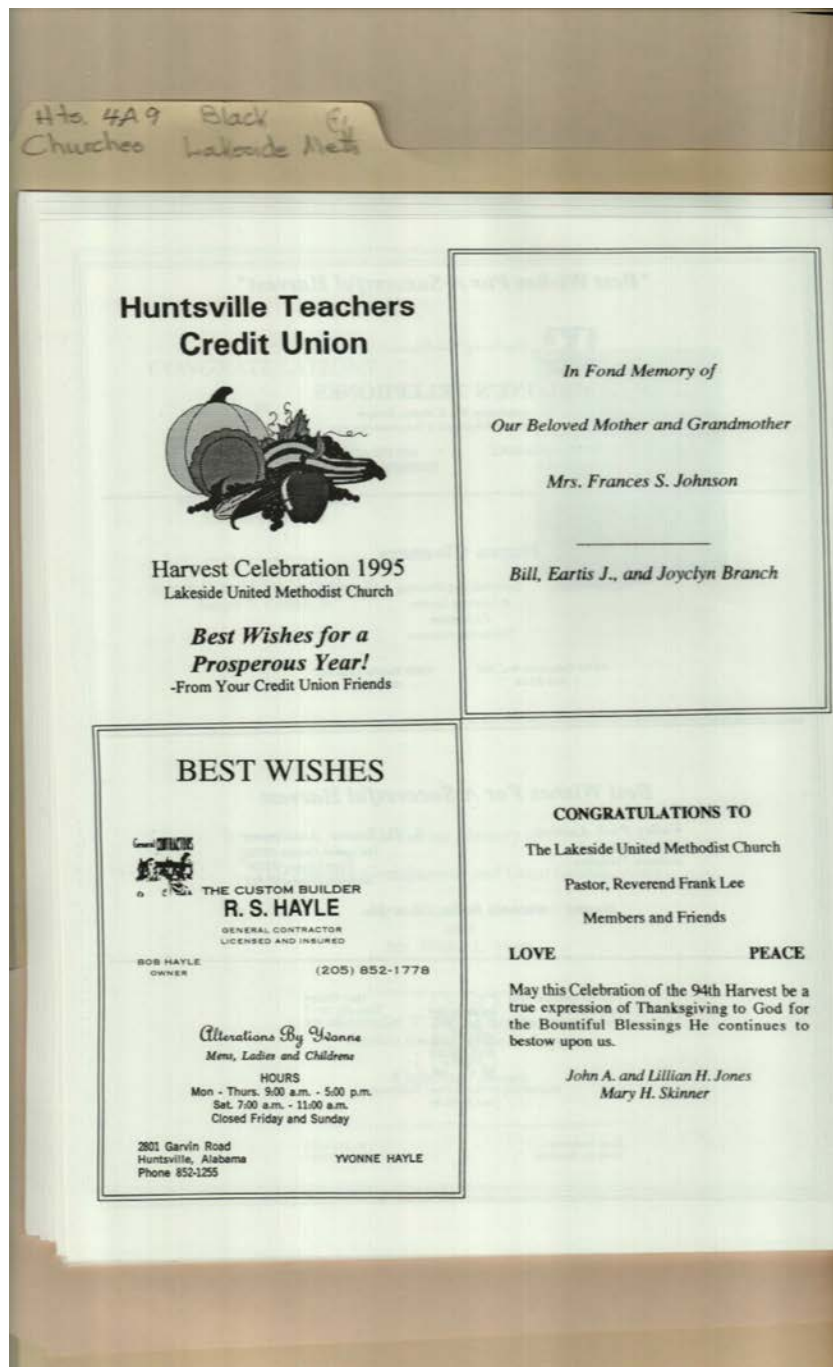 Hts. 4A9 Black
Churches Lakeside Meth
Huntsville Teachers
Credit Union
Harvest Celebration 1995
Lakeside United Methodist Church
Best Wishes for a
Prosperous Year!
-From Your Credit Union Friends
In Fond Memory of
Our Beloved Mother and Grandmother
Mrs. Frances S. Johnson
Bill, Eartis J., and Joyclyn Branch
BEST WISHES
General CONTRACTORS
THE CUSTOM BUILDER
R. S. HAYLE
GENERAL CONTRACTOR
LICENSED AND INSURED
BOB HAYLE
OWNER
(205) 852-1778
Alterations By Yvonne
Mens, Ladies and Childrens
HOURS
Mon - Thurs. 9:00 a.m. - 5:00 p.m.
Sat. 7:00 a.m. - 11:00 a.m.
Closed Friday and Sunday
2801 Garvin Road
Huntsville, Alabama
Phone 852-1255
YVONNE HAYLE
CONGRATULATIONS TO
The Lakeside United Methodist Church
Pastor, Reverend Frank Lee
Members and Friends
LOVE PEACE
May this Celebration of the 94th Harvest be a
true expression of Thanksgiving to God for
the Bountiful Blessings He continues to
bestow upon us.
John A. and Lillian H. Jones
Mary H. Skinner